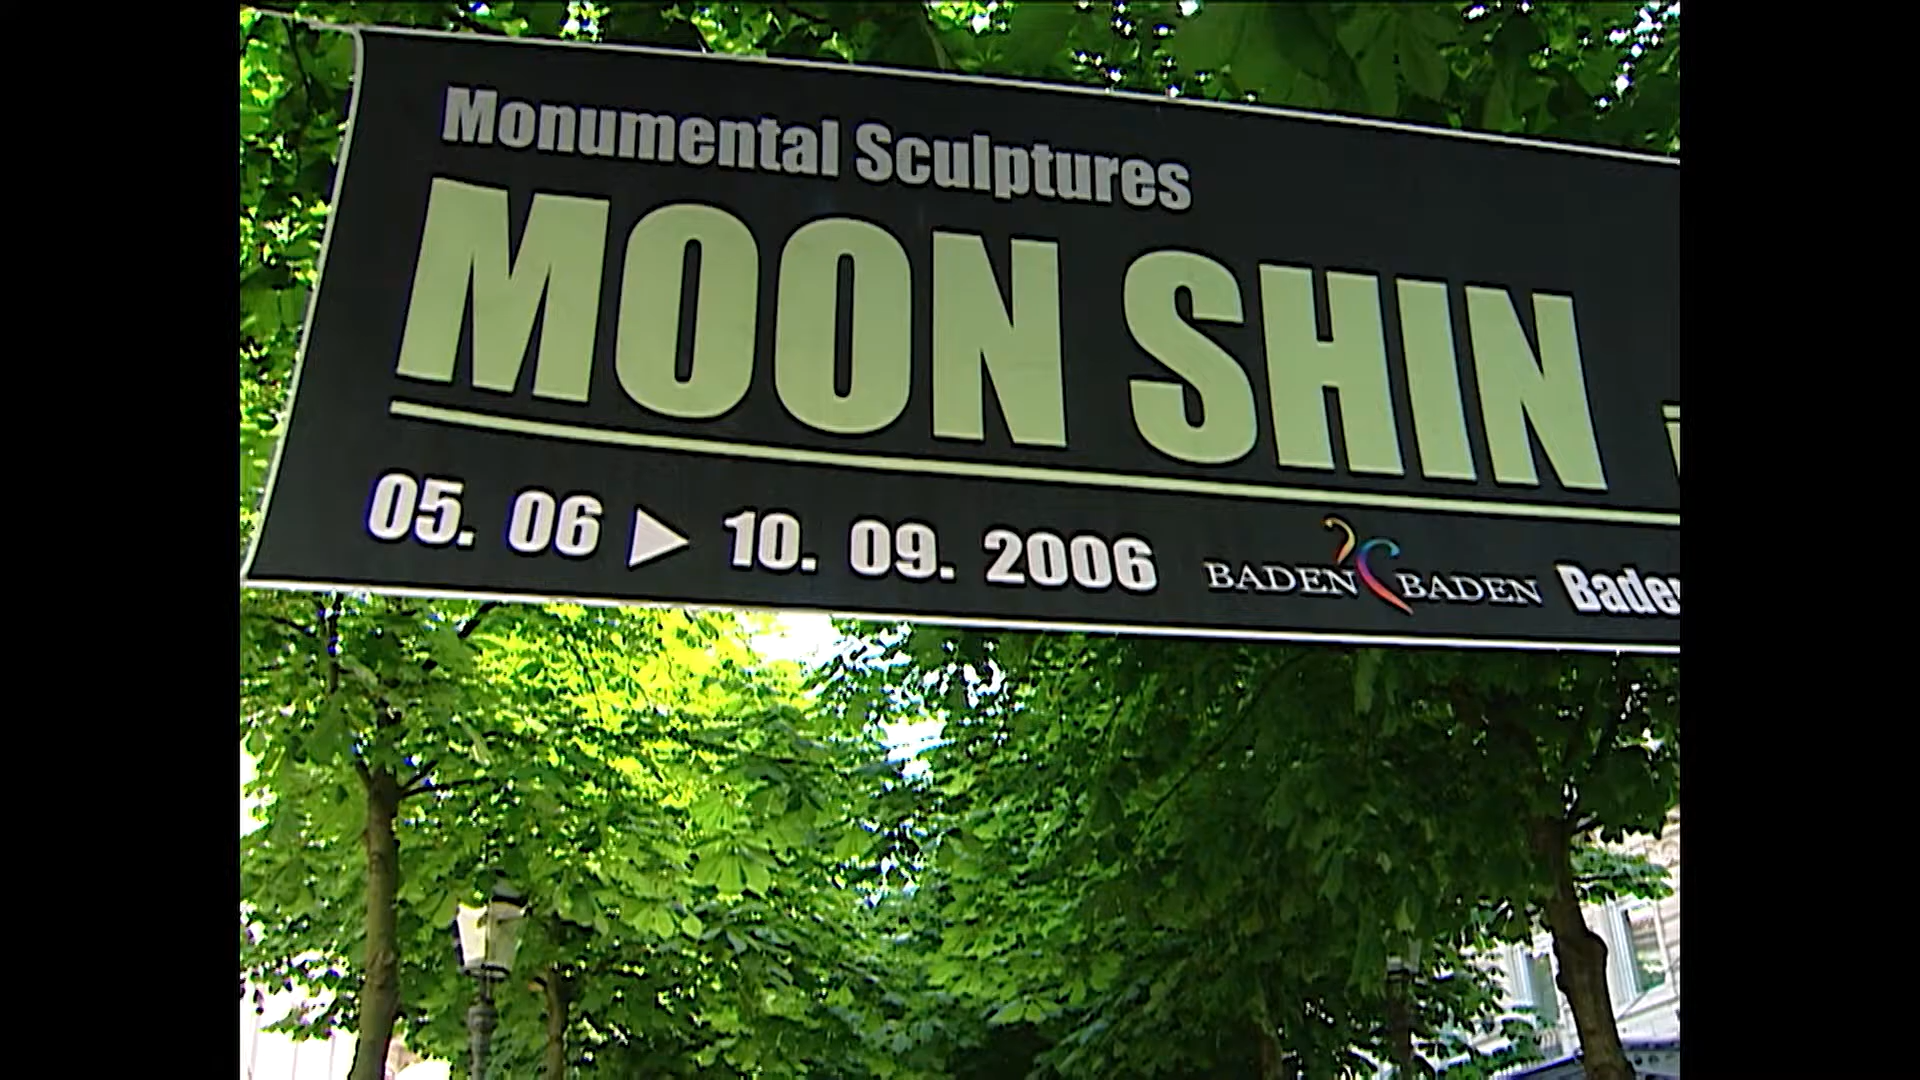 Monumental Sculptures
MOON SHIN
05. 06 ▶ 10. 09. 2006 BADEN BADEN